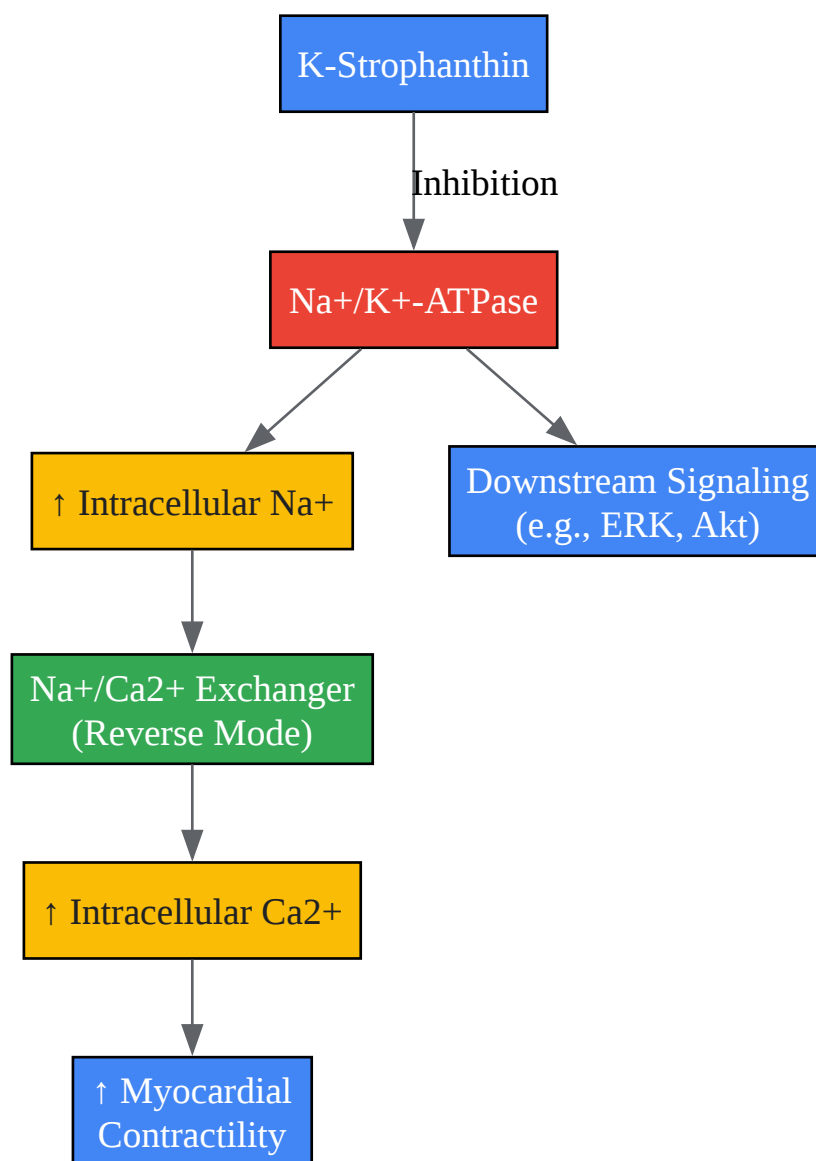 K-Strophanthin
Inhibition
Na+/K+-ATPase
↑ Intracellular Na+
Downstream Signaling
(e.g., ERK, Akt)
Na+/Ca2+ Exchanger
(Reverse Mode)
↑ Intracellular Ca2+
↑ Myocardial
Contractility